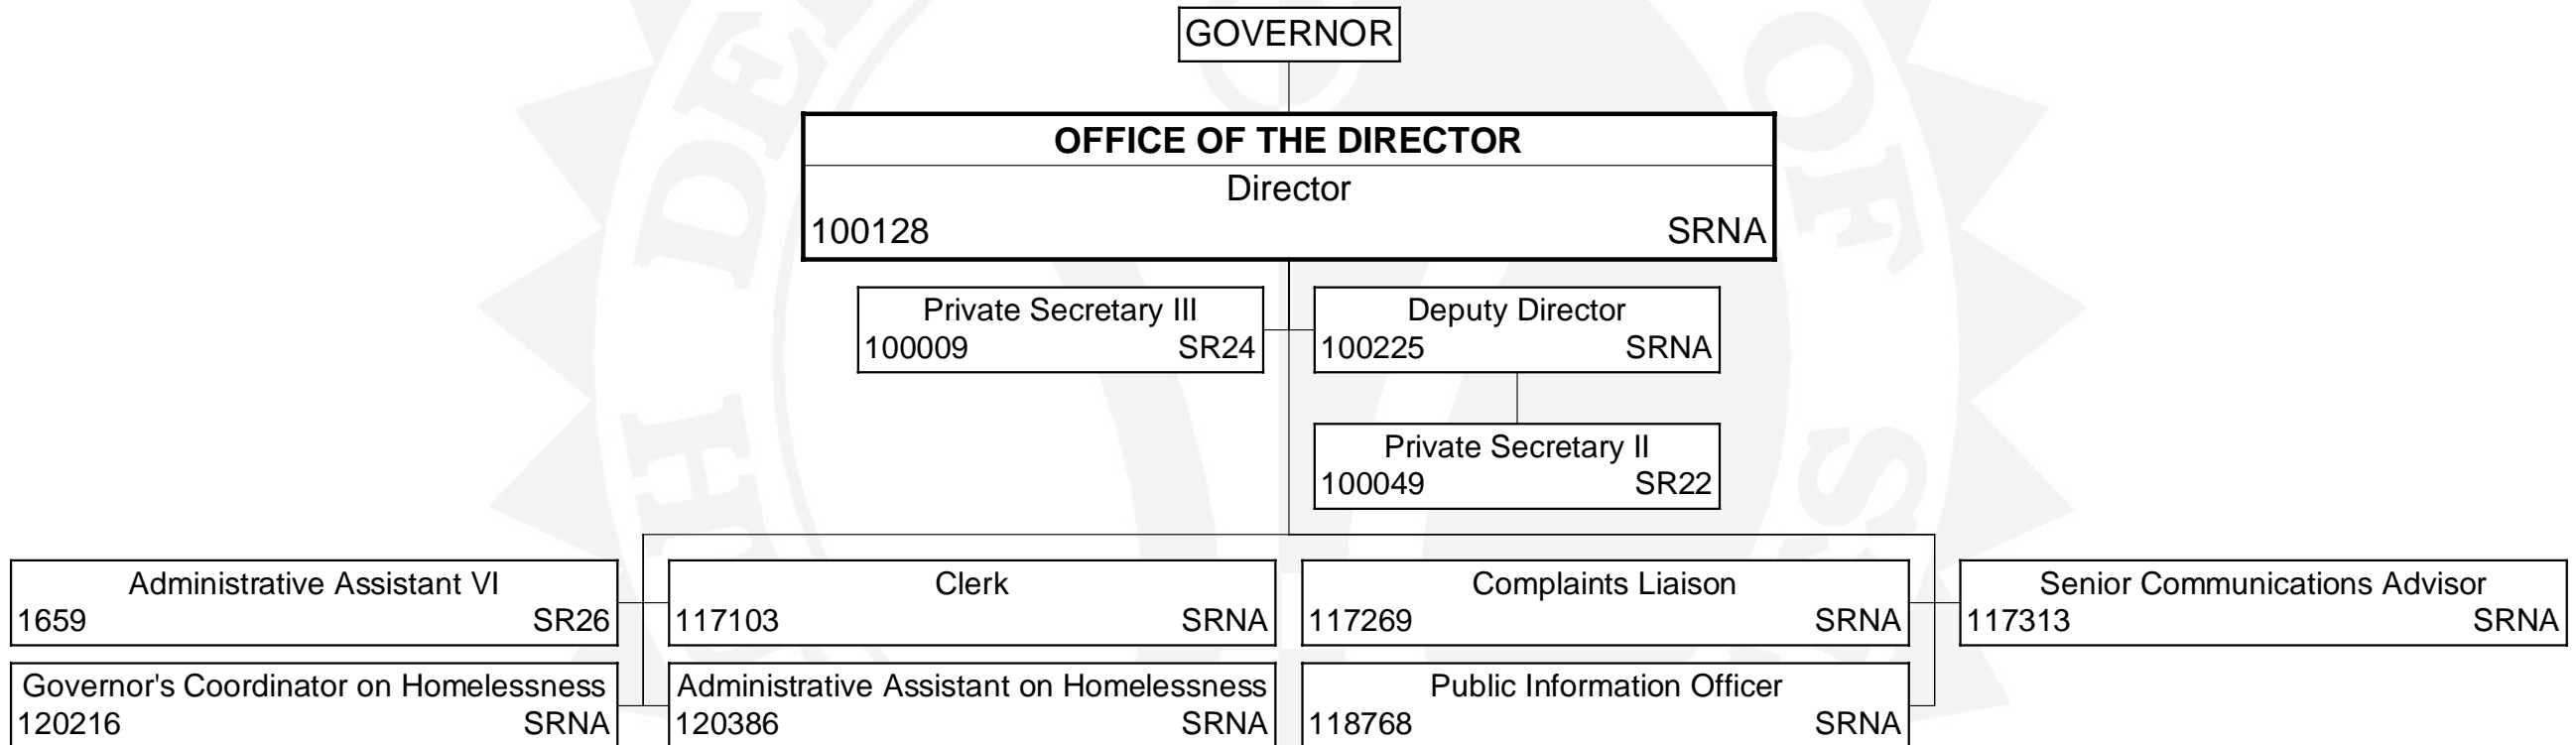 GOVERNOR
OFFICE OF THE DIRECTOR
Director
100128 SRNA
Private Secretary III
100009 SR24
Deputy Director
100225 SRNA
Private Secretary II
100049 SR22
Administrative Assistant VI
1659 SR26
Clerk
117103 SRNA
Complaints Liaison
117269 SRNA
Senior Communications Advisor
117313 SRNA
Governor's Coordinator on Homelessness
120216 SRNA
Administrative Assistant on Homelessness
120386 SRNA
Public Information Officer
118768 SRNA